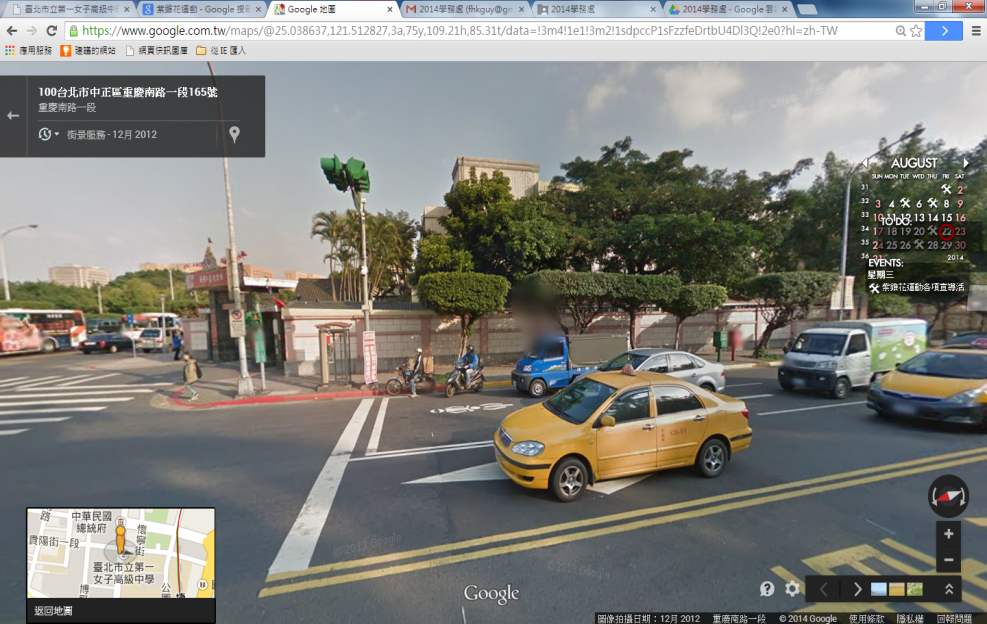 臺北市立第一女子高級中
紫錐花運動 - Google 搜尋
Google 地圖
M 2014學務處 (fhkguy@gm
2014學務處
2014學務處 - Google 雲
https://www.google.com.tw/maps/@25.038637,121.512827,3a,75y,109.21h,85.31t/data=!3m4!1e1!3m2!1sdpccP1sFzzfeDrtbU4Dl3Q!2e0?hl=zh-TW
應用服務
建議的網站
網頁快訊圖庫
從 IE 匯入
100台北市中正區重慶南路一段165號
重慶南路一段
街景服務 - 12月 2012
AUGUST
SUN MON TUE WED THU FRI SAT
31 2
32 3 4 6 8 9
33 10 11 12 13 14 15 16
TO DO:
34 17 18 19 20 22 23
35 24 25 26 28 29 30
36 31 2014
EVENTS:
星期三
紫錐花運動各項宣導活
© 2013 Google
中華民國
總統府
貴陽街一段
懷寧街
臺北市立第一
女子高級中學
公
博
路
返回地圖
Google
圖像拍攝日期：12月 2012 重慶南路一段 © 2014 Google 使用條款 隱私權 回報問題